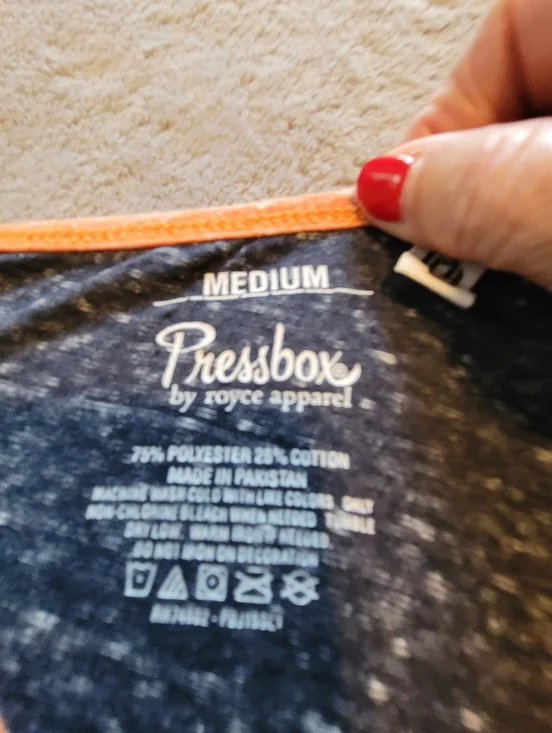 MEDIUM
Pressbox®
by royce apparel
75% POLYESTER 25% COTTON
MADE IN PAKISTAN
MACHINE WASH COLD WITH LIKE COLORS ONLY
NON-CHLORINE BLEACH WHEN NEEDED TUMBLE
DRY LOW. WARM IRON IF NEEDED
DO NOT IRON ON DECORATION